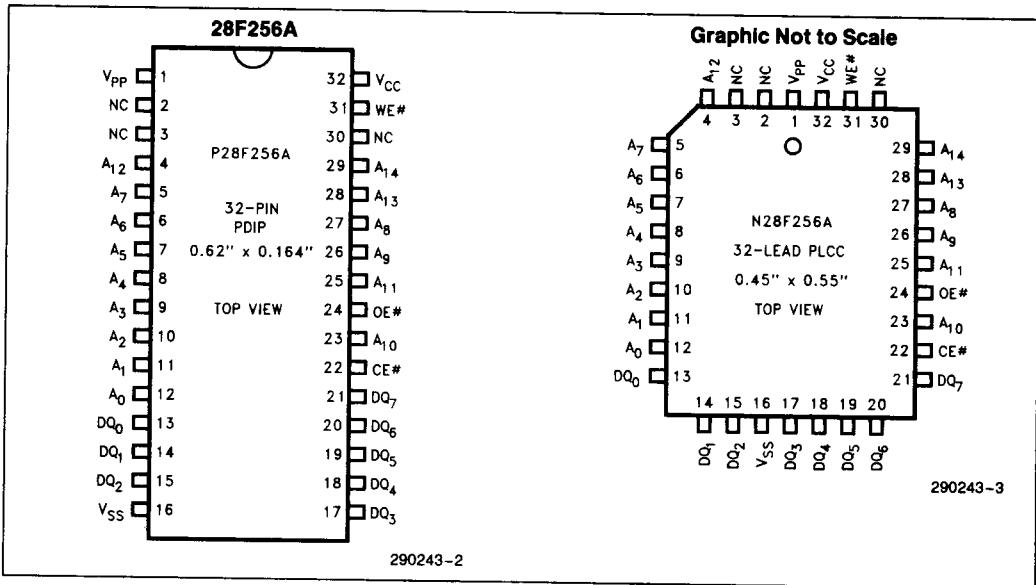 28F256A
VPP 1
NC 2
NC 3
A12 4
A7 5
A6 6
A5 7
A4 8
A3 9
A2 10
A1 11
A0 12
DQ0 13
DQ1 14
DQ2 15
VSS 16
P28F256A
32-PIN
PDIP
0.62" x 0.164"
TOP VIEW
32 VCC
31 WE#
30 NC
29 A14
28 A13
27 A8
26 A9
25 A11
24 OE#
23 A10
22 CE#
21 DQ7
20 DQ6
19 DQ5
18 DQ4
17 DQ3
290243-2
Graphic Not to Scale
A12 NC NC VPP VCC WE# NC
4 3 2 1 32 31 30
A7 5
A6 6
A5 7
A4 8
A3 9
A2 10
A1 11
A0 12
DQ0 13
N28F256A
32-LEAD PLCC
0.45" x 0.55"
TOP VIEW
29 A14
28 A13
27 A8
26 A9
25 A11
24 OE#
23 A10
22 CE#
21 DQ7
14 15 16 17 18 19 20
DQ1 DQ2 VSS DQ3 DQ4 DQ5 DQ6
290243-3